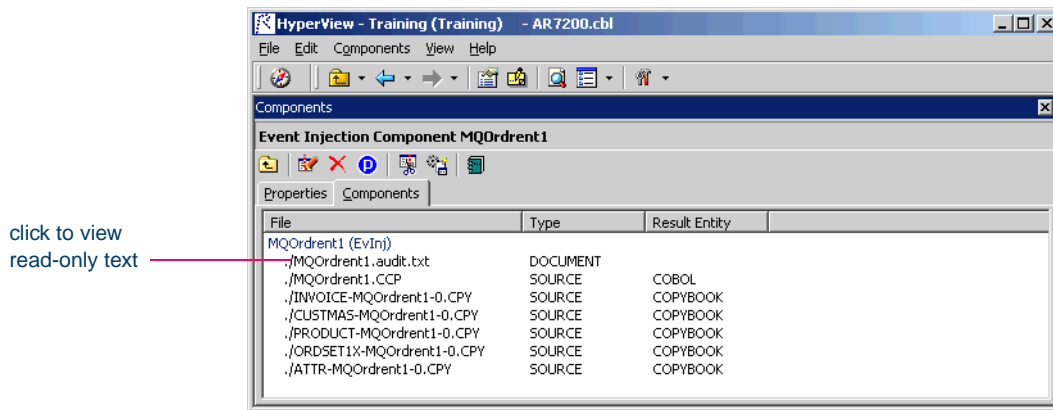 HyperView - Training (Training) - AR7200.cbl
File Edit Components View Help
Components
Event Injection Component MQOrdrent1
Properties Components
File Type Result Entity
MQOrdrent1 (EvInj)
click to view
read-only text
./MQOrdrent1.audit.txt DOCUMENT
./MQOrdrent1.CCP SOURCE COBOL
./INVOICE-MQOrdrent1-0.CPY SOURCE COPYBOOK
./CUSTMAS-MQOrdrent1-0.CPY SOURCE COPYBOOK
./PRODUCT-MQOrdrent1-0.CPY SOURCE COPYBOOK
./ORDSET1X-MQOrdrent1-0.CPY SOURCE COPYBOOK
./ATTR-MQOrdrent1-0.CPY SOURCE COPYBOOK